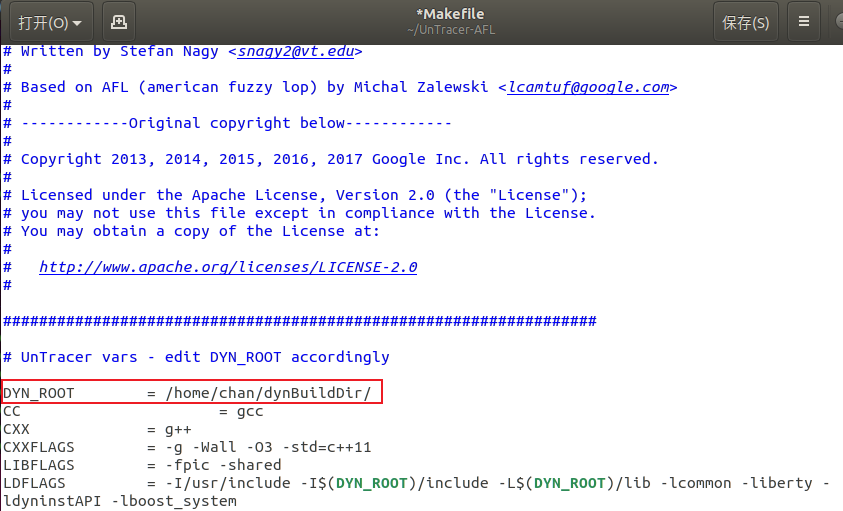 打开(O)
*Makefile
~/UnTracer-AFL
保存(S)
# Written by Stefan Nagy <snagy2@vt.edu>
#
# Based on AFL (american fuzzy lop) by Michal Zalewski <lcamtuf@google.com>
#
# ------------Original copyright below------------
#
# Copyright 2013, 2014, 2015, 2016, 2017 Google Inc. All rights reserved.
#
# Licensed under the Apache License, Version 2.0 (the "License");
# you may not use this file except in compliance with the License.
# You may obtain a copy of the License at:
#
#   http://www.apache.org/licenses/LICENSE-2.0
#
##################################################################
# UnTracer vars - edit DYN_ROOT accordingly
DYN_ROOT        = /home/chan/dynBuildDir/
CC                      = gcc
CXX             = g++
CXXFLAGS        = -g -Wall -O3 -std=c++11
LIBFLAGS        = -fpic -shared
LDFLAGS         = -I/usr/include -I$(DYN_ROOT)/include -L$(DYN_ROOT)/lib -lcommon -liberty -
ldyninstAPI -lboost_system